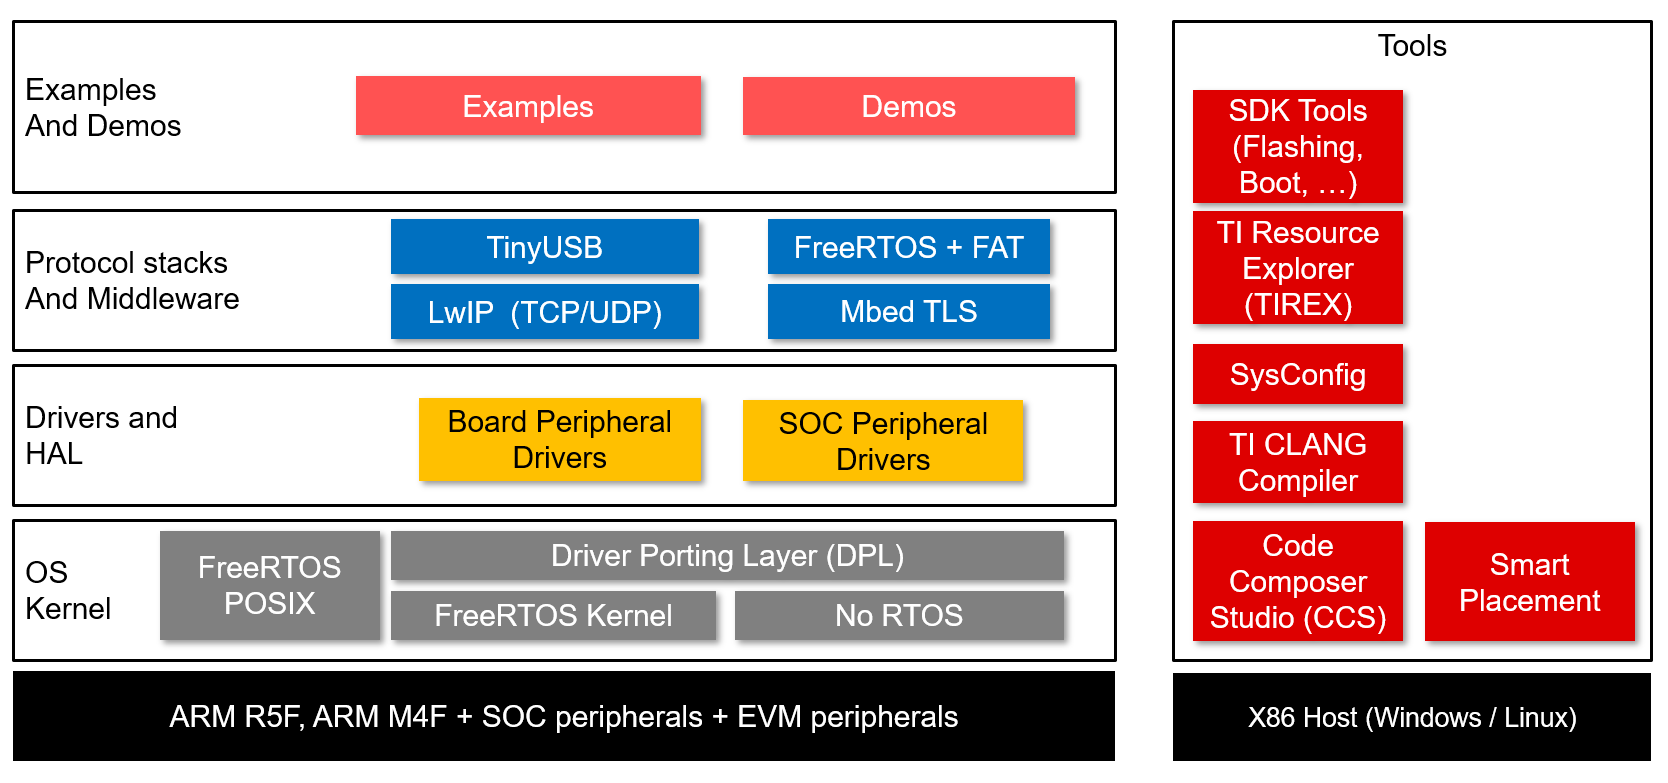 Examples
And Demos
Examples
Demos
Protocol stacks
And Middleware
TinyUSB
FreeRTOS + FAT
LwIP (TCP/UDP)
Mbed TLS
Drivers and
HAL
Board Peripheral
Drivers
SOC Peripheral
Drivers
OS
Kernel
FreeRTOS
POSIX
Driver Porting Layer (DPL)
FreeRTOS Kernel
No RTOS
ARM R5F, ARM M4F + SOC peripherals + EVM peripherals
Tools
SDK Tools
(Flashing,
Boot, …)
TI Resource
Explorer
(TIREX)
SysConfig
TI CLANG
Compiler
Code
Composer
Studio (CCS)
Smart
Placement
X86 Host (Windows / Linux)